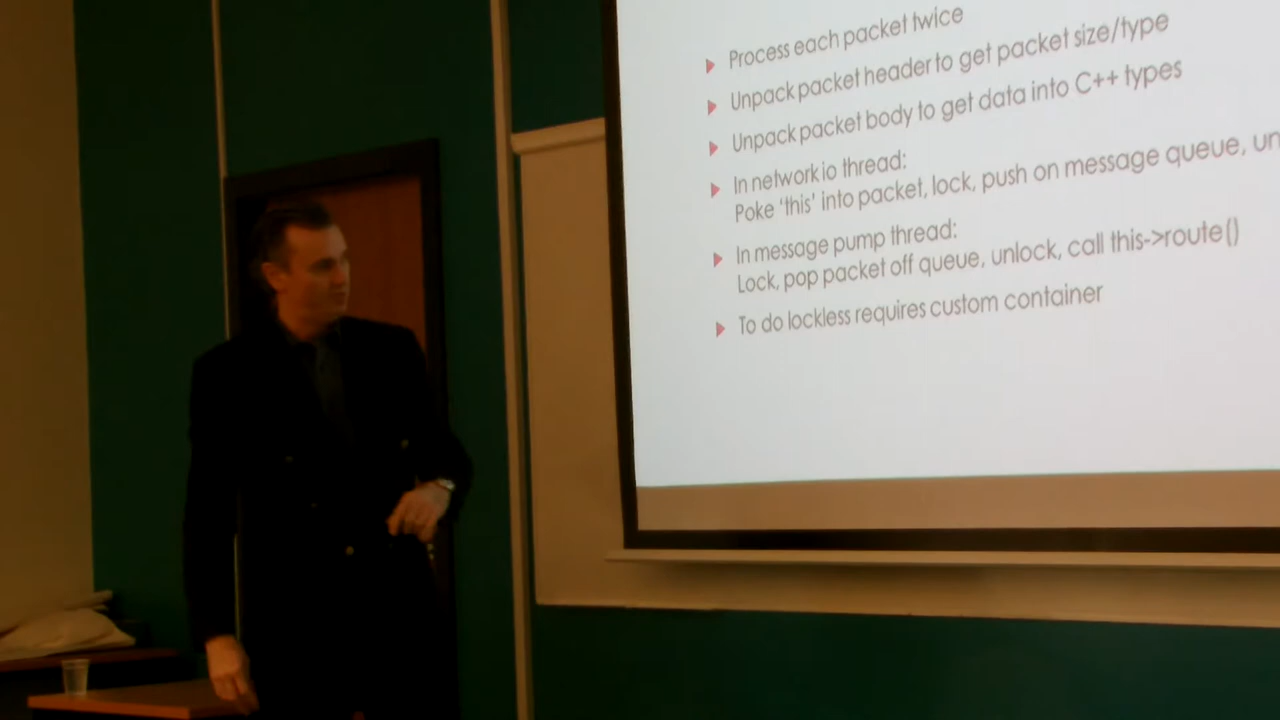 Process each packet twice
Unpack packet header to get packet size/type
Unpack packet body to get data into C++ types
In network io thread:
Poke 'this' into packet, lock, push on message queue, un
In message pump thread:
Lock, pop packet off queue, unlock, call this->route()
To do lockless requires custom container